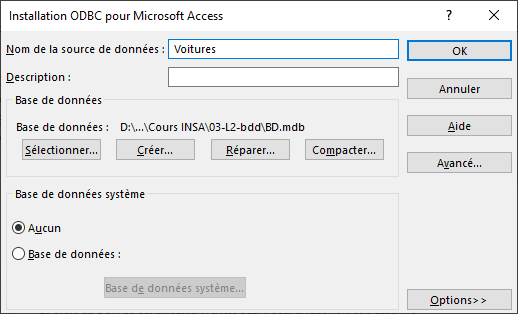 Installation ODBC pour Microsoft Access
Nom de la source de données : Voitures
OK
Description :
Annuler
Base de données
Base de données : D:\...\Cours INSA\03-L2-bdd\BD.mdb
Aide
Sélectionner... Créer... Réparer... Compacter...
Avancé...
Base de données système
Aucun
Base de données :
Base de données système...
Options>>